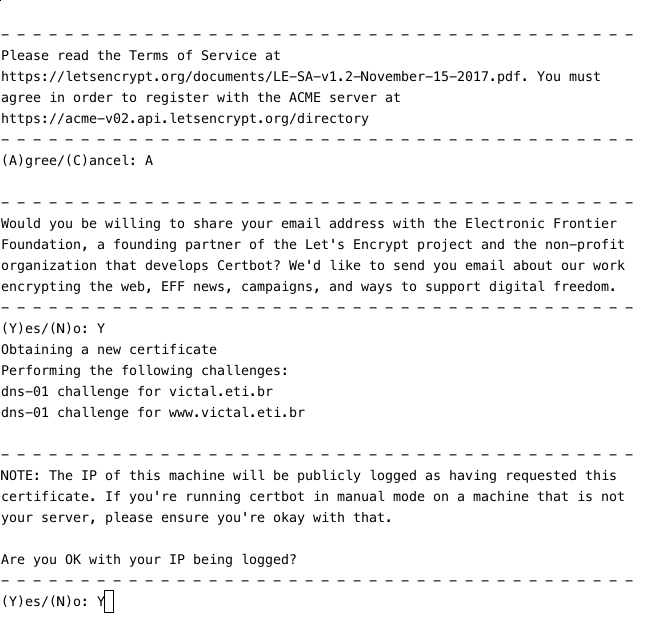 - - - - - - - - - - - - - - - - - - - - - - - - - - - - - - - - - - - - - - - -
Please read the Terms of Service at
https://letsencrypt.org/documents/LE-SA-v1.2-November-15-2017.pdf. You must
agree in order to register with the ACME server at
https://acme-v02.api.letsencrypt.org/directory
- - - - - - - - - - - - - - - - - - - - - - - - - - - - - - - - - - - - - - - -
(A)gree/(C)ancel: A
- - - - - - - - - - - - - - - - - - - - - - - - - - - - - - - - - - - - - - - -
Would you be willing to share your email address with the Electronic Frontier
Foundation, a founding partner of the Let's Encrypt project and the non-profit
organization that develops Certbot? We'd like to send you email about our work
encrypting the web, EFF news, campaigns, and ways to support digital freedom.
- - - - - - - - - - - - - - - - - - - - - - - - - - - - - - - - - - - - - - - -
(Y)es/(N)o: Y
Obtaining a new certificate
Performing the following challenges:
dns-01 challenge for victal.eti.br
dns-01 challenge for www.victal.eti.br
- - - - - - - - - - - - - - - - - - - - - - - - - - - - - - - - - - - - - - - -
NOTE: The IP of this machine will be publicly logged as having requested this
certificate. If you're running certbot in manual mode on a machine that is not
your server, please ensure you're okay with that.
Are you OK with your IP being logged?
- - - - - - - - - - - - - - - - - - - - - - - - - - - - - - - - - - - - - - - -
(Y)es/(N)o: Y